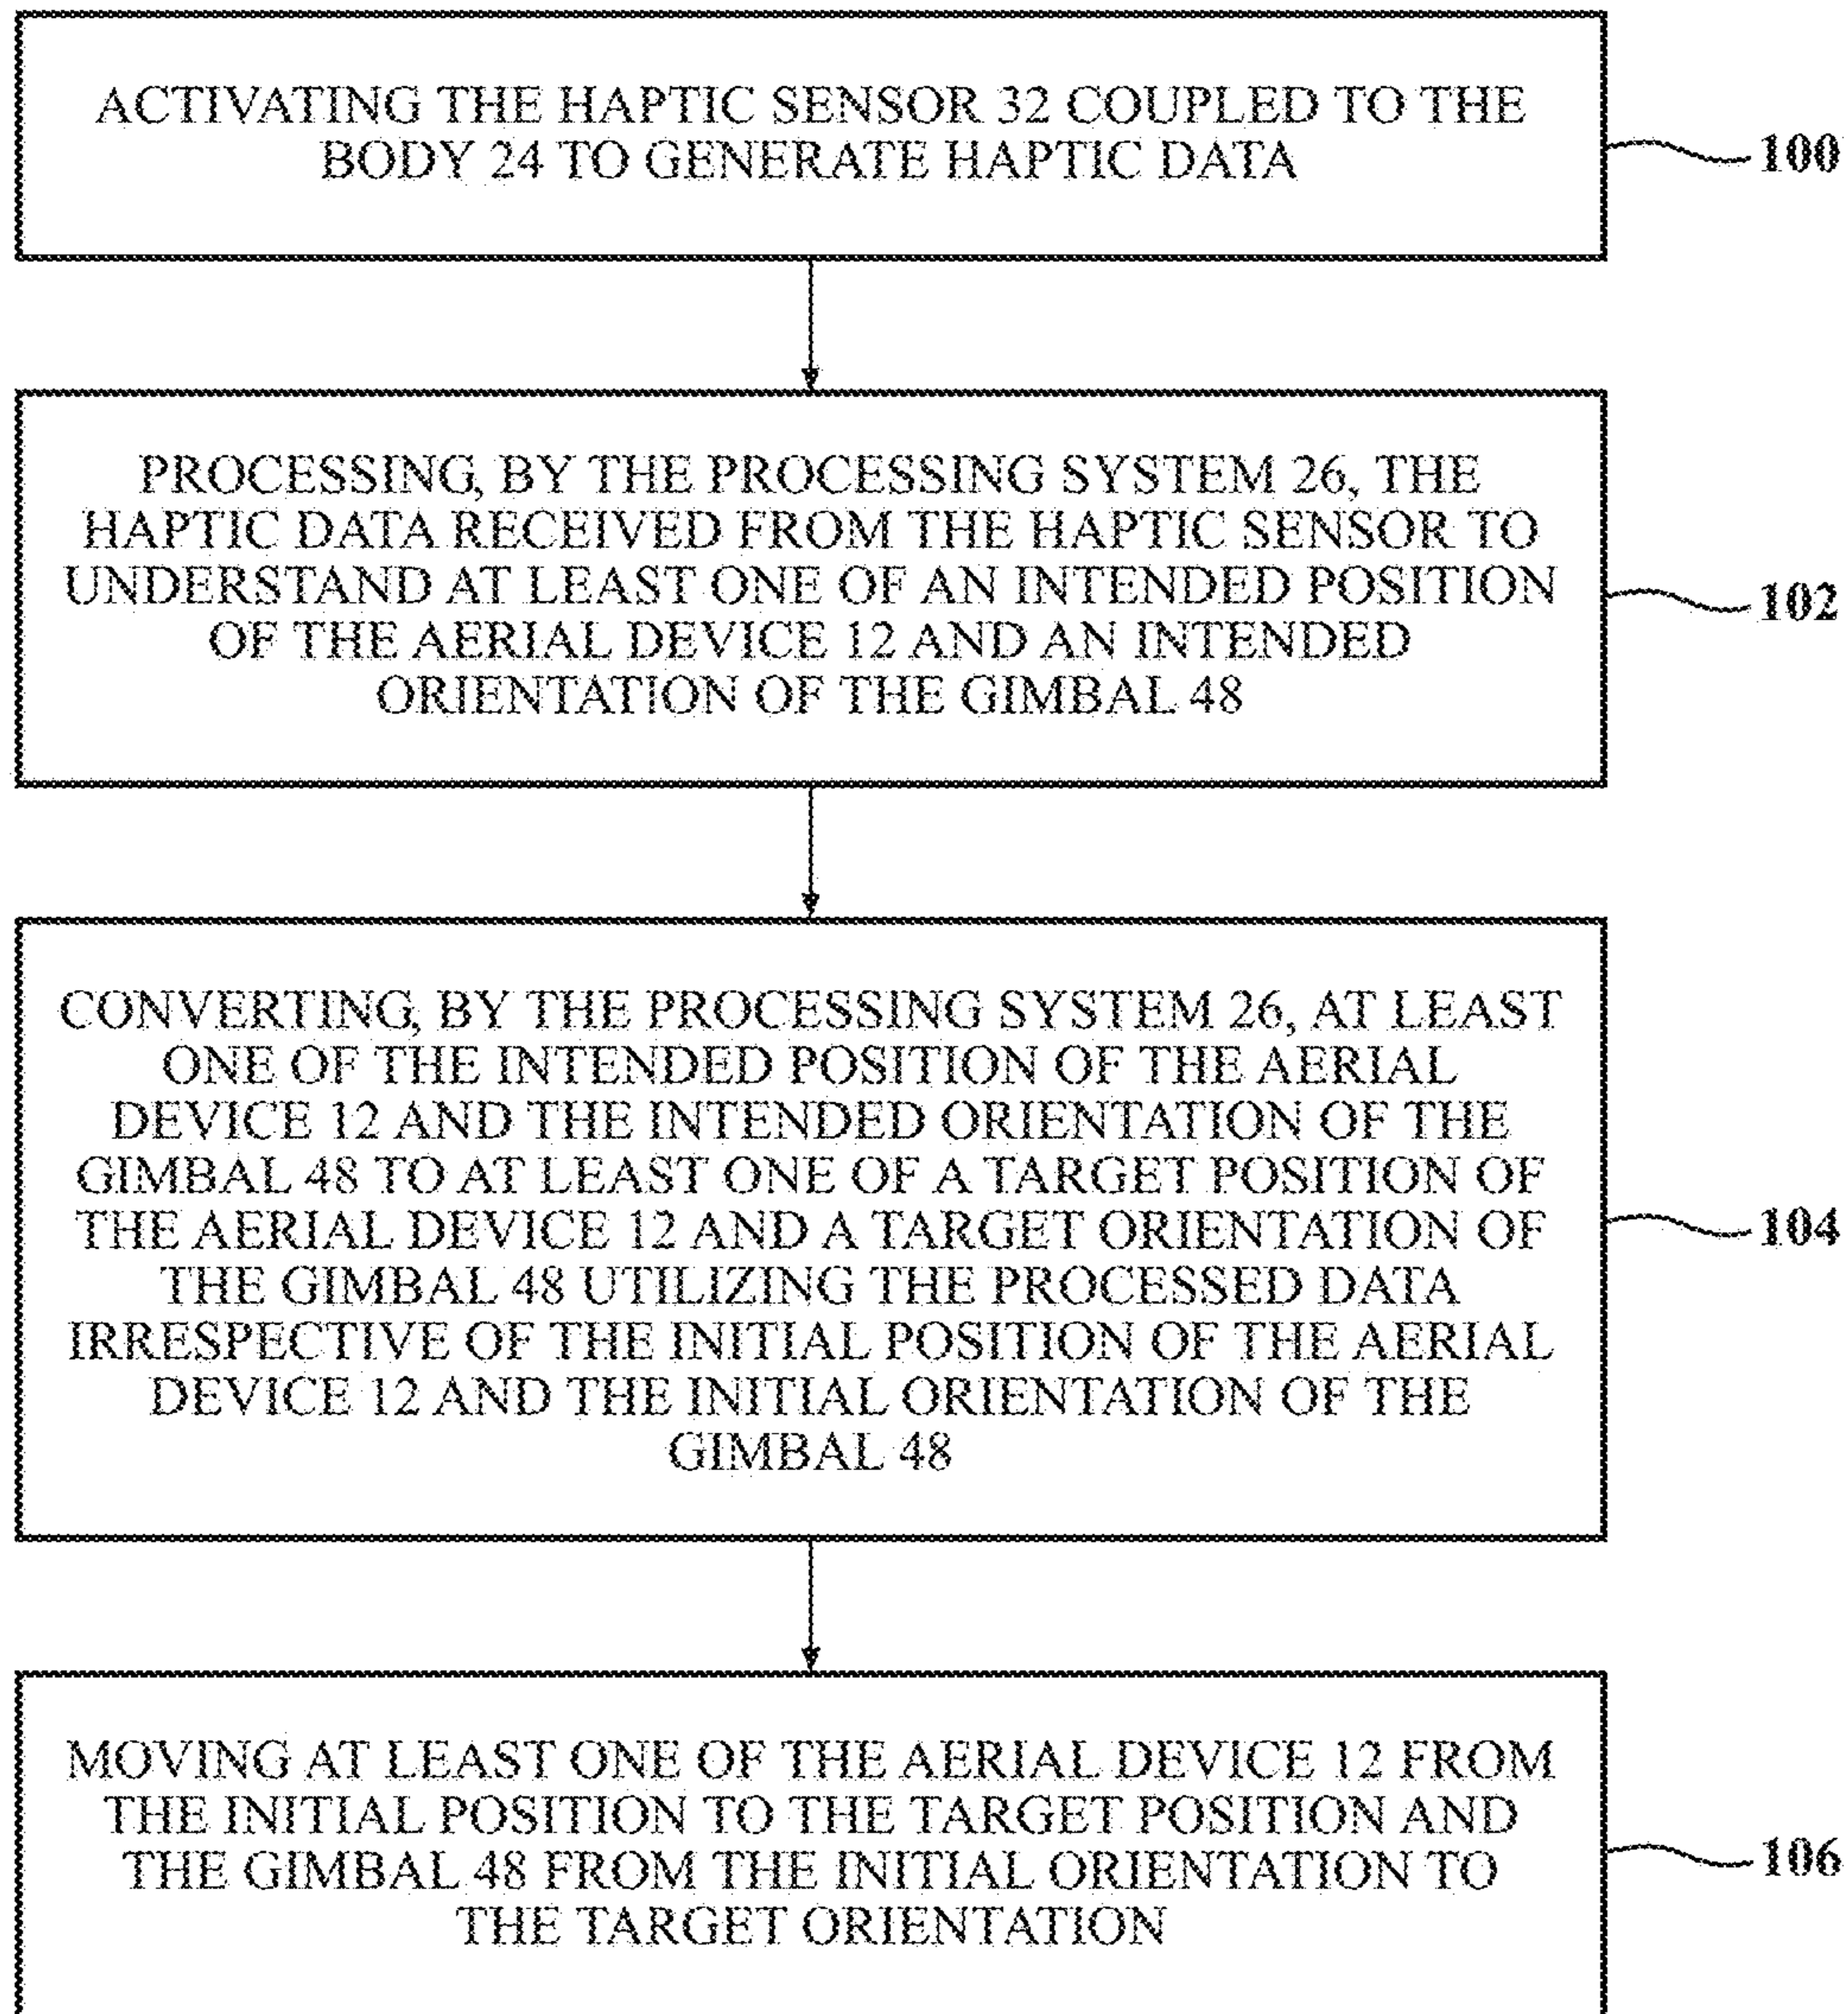 ACTIVATING THE HAPTIC SENSOR 32 COUPLED TO THE
BODY 24 TO GENERATE HAPTIC DATA
100
PROCESSING, BY THE PROCESSING SYSTEM 26, THE
HAPTIC DATA RECEIVED FROM THE HAPTIC SENSOR TO
UNDERSTAND AT LEAST ONE OF AN INTENDED POSITION
OF THE AERIAL DEVICE 12 AND AN INTENDED
ORIENTATION OF THE GIMBAL 48
102
CONVERTING, BY THE PROCESSING SYSTEM 26, AT LEAST
ONE OF THE INTENDED POSITION OF THE AERIAL
DEVICE 12 AND THE INTENDED ORIENTATION OF THE
GIMBAL 48 TO AT LEAST ONE OF A TARGET POSITION OF
THE AERIAL DEVICE 12 AND A TARGET ORIENTATION OF
THE GIMBAL 48 UTILIZING THE PROCESSED DATA
IRRESPECTIVE OF THE INITIAL POSITION OF THE AERIAL
DEVICE 12 AND THE INITIAL ORIENTATION OF THE
GIMBAL 48
104
MOVING AT LEAST ONE OF THE AERIAL DEVICE 12 FROM
THE INITIAL POSITION TO THE TARGET POSITION AND
THE GIMBAL 48 FROM THE INITIAL ORIENTATION TO
THE TARGET ORIENTATION
106